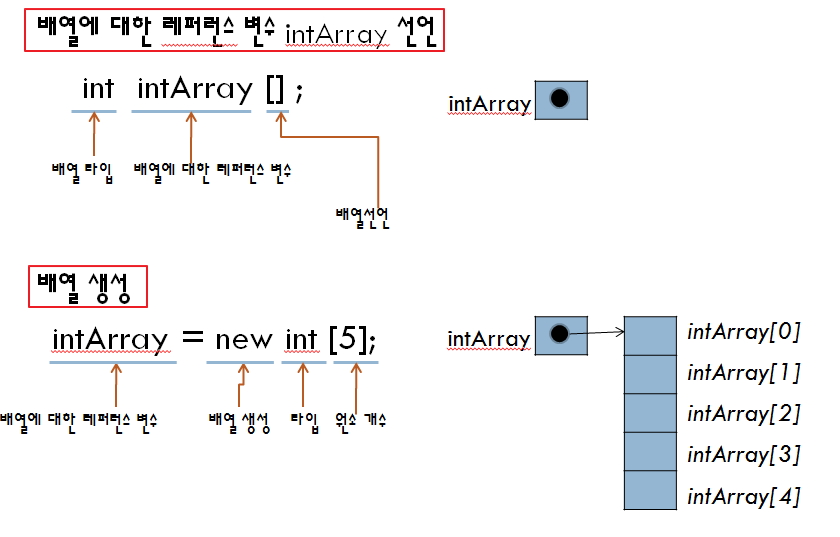 배열에 대한 레퍼런스 변수 intArray 선언
int intArray [] ;
intArray
배열 타입
배열에 대한 레퍼런스 변수
배열선언
배열 생성
intArray = new int [5];
intArray
intArray[0]
intArray[1]
intArray[2]
intArray[3]
intArray[4]
배열에 대한 레퍼런스 변수
배열 생성
타입
원소 개수